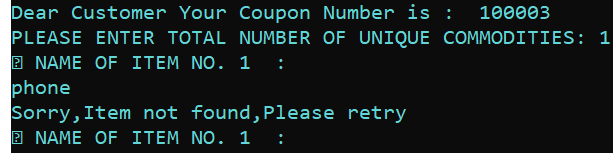 Dear Customer Your Coupon Number is :  100003
PLEASE ENTER TOTAL NUMBER OF UNIQUE COMMODITIES: 1
⍰ NAME OF ITEM NO. 1  :
phone
Sorry,Item not found,Please retry
⍰ NAME OF ITEM NO. 1  :